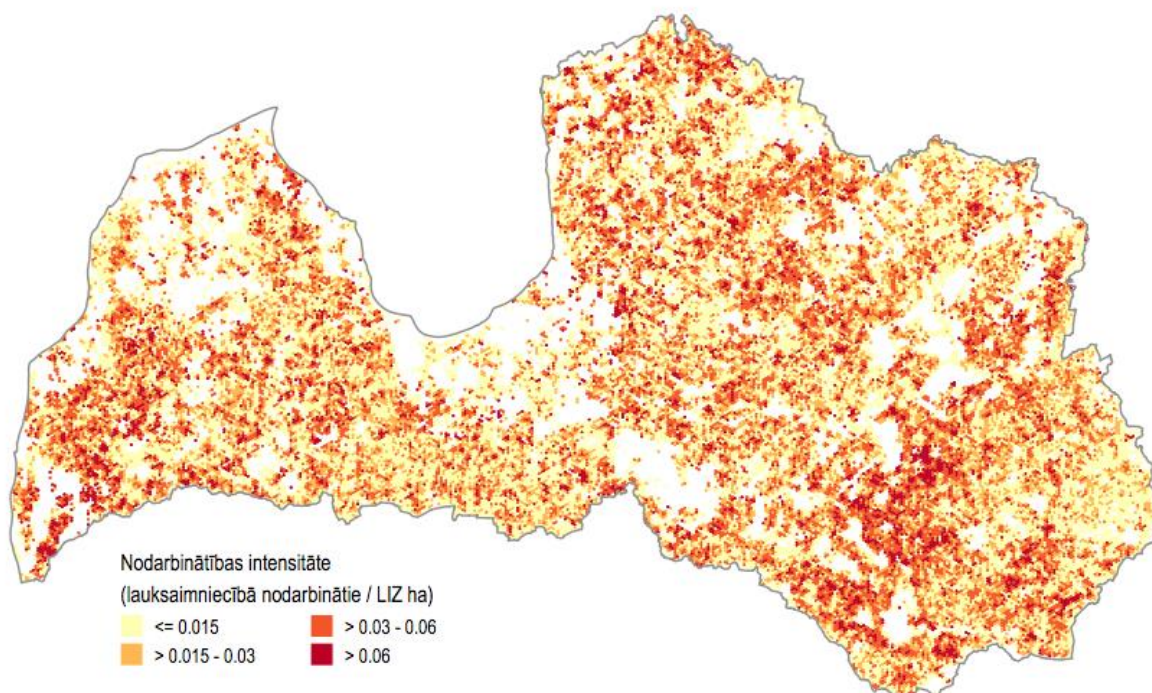 Nodarbinātības intensitāte
(lauksaimniecībā nodarbinātie / LIZ ha)
<= 0.015
> 0.03 - 0.06
> 0.015 - 0.03
> 0.06